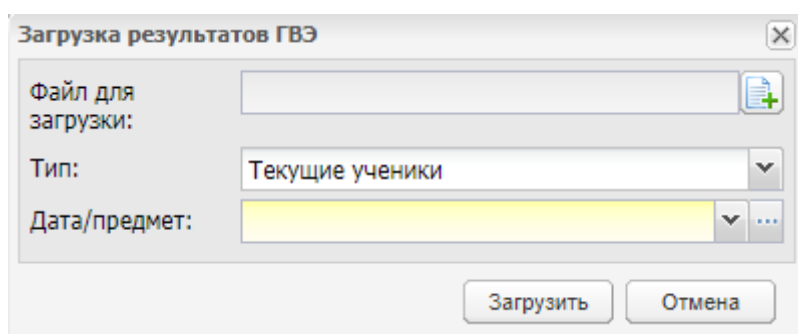 Загрузка результатов ГВЭ
Файл для
загрузки:
Тип:
Текущие ученики
Дата/предмет:
Загрузить
Отмена